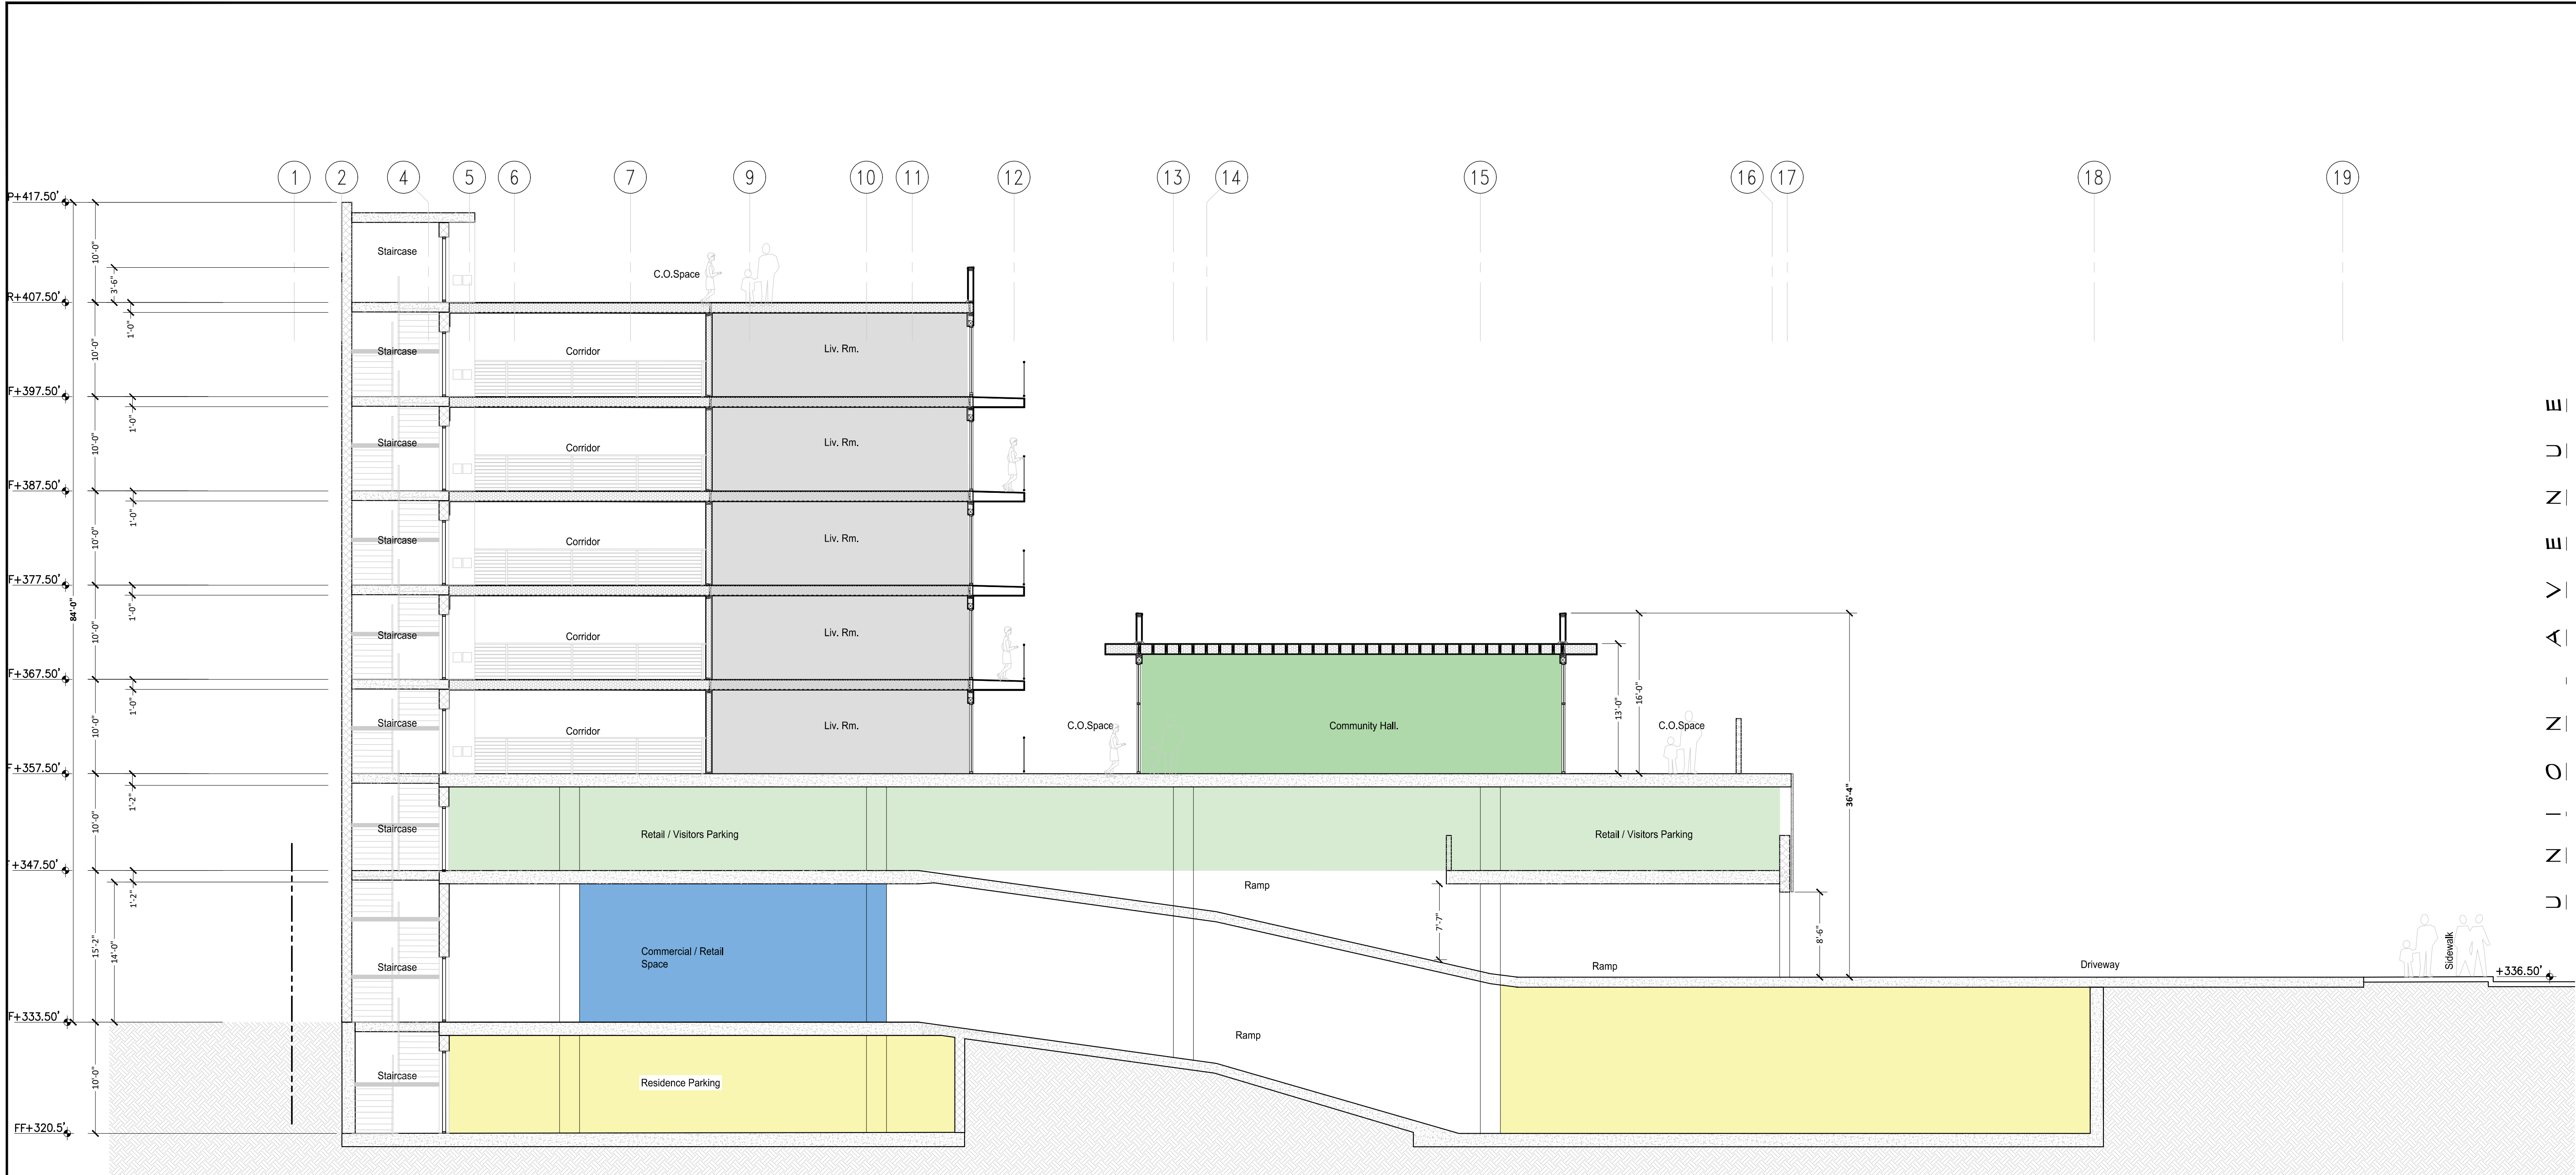 1 2 4 5 6 7 9 10 11 12 13 14 15 16 17 18 19
P+417.50'
10'-0"
Staircase
C.O.Space
3'-6"
R+407.50'
1'-0"
10'-0"
Staircase
Corridor
Liv. Rm.
F+397.50'
1'-0"
10'-0"
Staircase
Corridor
Liv. Rm.
F+387.50'
1'-0"
10'-0"
Staircase
Corridor
Liv. Rm.
F+377.50'
1'-0"
84'-0"
10'-0"
Staircase
Corridor
Liv. Rm.
F+367.50'
1'-0"
10'-0"
Staircase
Corridor
Liv. Rm.
C.O.Space
Community Hall.
13'-0"
16'-0"
C.O.Space
F+357.50'
1'-2"
36'-4"
10'-0"
Staircase
Retail / Visitors Parking
Retail / Visitors Parking
+347.50'
1'-2"
Ramp
7'-7"
8'-6"
15'-2"
14'-0"
Staircase
Commercial / Retail
Space
Ramp
Driveway
Sidewalk
+336.50'
F+333.50'
10'-0"
Staircase
Residence Parking
Ramp
FF+320.5'
UNION AVENUE